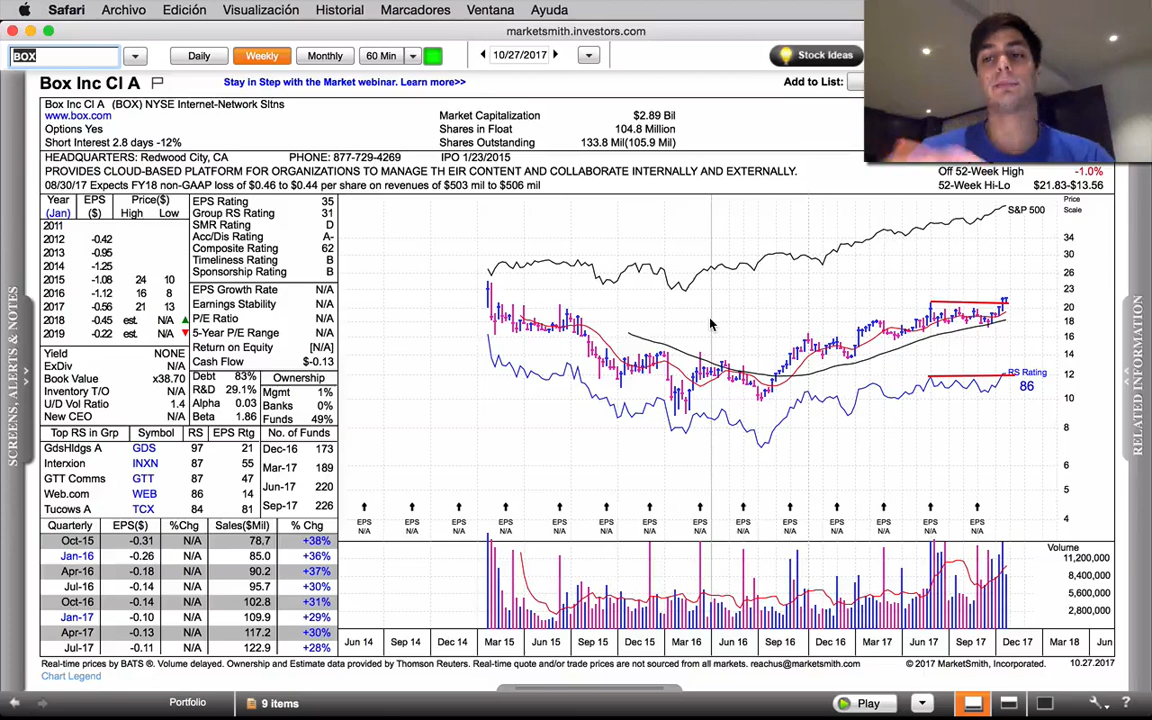 Safari Archivo Edición Visualización Historial Marcadores Ventana Ayuda
marketsmith.investors.com
BOX Daily Weekly Monthly 60 Min 10/27/2017 Stock Ideas
Box Inc Cl A Stay in Step with the Market webinar. Learn more>> Add to List:
Box Inc Cl A (BOX) NYSE Internet-Network Sltns Market Capitalization $2.89 Bil
www.box.com Shares in Float 104.8 Million
Options Yes Shares Outstanding 133.8 Mil(105.9 Mil)
Short Interest 2.8 days -12%
HEADQUARTERS: Redwood City, CA PHONE: 877-729-4269 IPO 1/23/2015
PROVIDES CLOUD-BASED PLATFORM FOR ORGANIZATIONS TO MANAGE TH EIR CONTENT AND COLLABORATE INTERNALLY AND EXTERNALLY.
Off 52-Week High -1.0%
08/30/17 Expects FY18 non-GAAP loss of $0.46 to $0.44 per share on revenues of $503 mil to $506 mil
52-Week Hi-Lo $21.83-$13.56
Year EPS Price($)
(Jan) ($) High Low
2011
2012 -0.42
2013 -0.95
2014 -1.25
2015 -1.08 24 10
2016 -1.12 16 8
2017 -0.56 21 13
2018 -0.45 est. N/A
2019 -0.22 est. N/A
Yield NONE
ExDiv N/A
Book Value x38.70
Inventory T/O N/A
U/D Vol Ratio 1.4
New CEO N/A
EPS Rating 35
Group RS Rating 31
SMR Rating D
Acc/Dis Rating A-
Composite Rating 62
Timeliness Rating B
Sponsorship Rating B
EPS Growth Rate N/A
Earnings Stability N/A
P/E Ratio N/A
5-Year P/E Range N/A
Return on Equity [N/A]
Cash Flow $-0.13
Debt 83%
R&D 29.1%
Alpha 0.03
Beta 1.86
Ownership
Mgmt 1%
Banks 0%
Funds 49%
Top RS in Grp Symbol RS EPS Rtg
GdsHldgs A GDS 97 21
Interxion INXN 87 55
GTT Comms GTT 87 47
Web.com WEB 86 14
Tucows A TCX 84 81
No. of Funds
Dec-16 173
Mar-17 189
Jun-17 220
Sep-17 226
Quarterly EPS($) %Chg Sales($Mil) % Chg
Oct-15 -0.31 N/A 78.7 +38%
Jan-16 -0.26 N/A 85.0 +36%
Apr-16 -0.18 N/A 90.2 +37%
Jul-16 -0.14 N/A 95.7 +30%
Oct-16 -0.14 N/A 102.8 +31%
Jan-17 -0.10 N/A 109.9 +29%
Apr-17 -0.13 N/A 117.2 +30%
Jul-17 -0.11 N/A 122.9 +28%
Price
Scale
S&P 500
34
30
26
23
20
18
16
14
12
10
8
6
5
4
RS Rating
86
EPS EPS EPS EPS EPS EPS EPS EPS EPS EPS EPS EPS EPS EPS
N/A N/A N/A N/A N/A N/A N/A N/A N/A N/A N/A N/A N/A N/A
Volume
11,200,000
8,400,000
5,600,000
2,800,000
Jun 14 Sep 14 Dec 14 Mar 15 Jun 15 Sep 15 Dec 15 Mar 16 Jun 16 Sep 16 Dec 16 Mar 17 Jun 17 Sep 17 Dec 17 Mar 18 Jun
Real-time prices by BATS ®. Volume delayed. Ownership and Estimate data provided by Thomson Reuters. Real-time quote and/or trade prices are not sourced from all markets. reachus@marketsmith.com © 2017 MarketSmith, Incorporated. 10.27.2017
Chart Legend
SCREENS, ALERTS & NOTES
RELATED INFORMATION
Portfolio 9 items Play ?